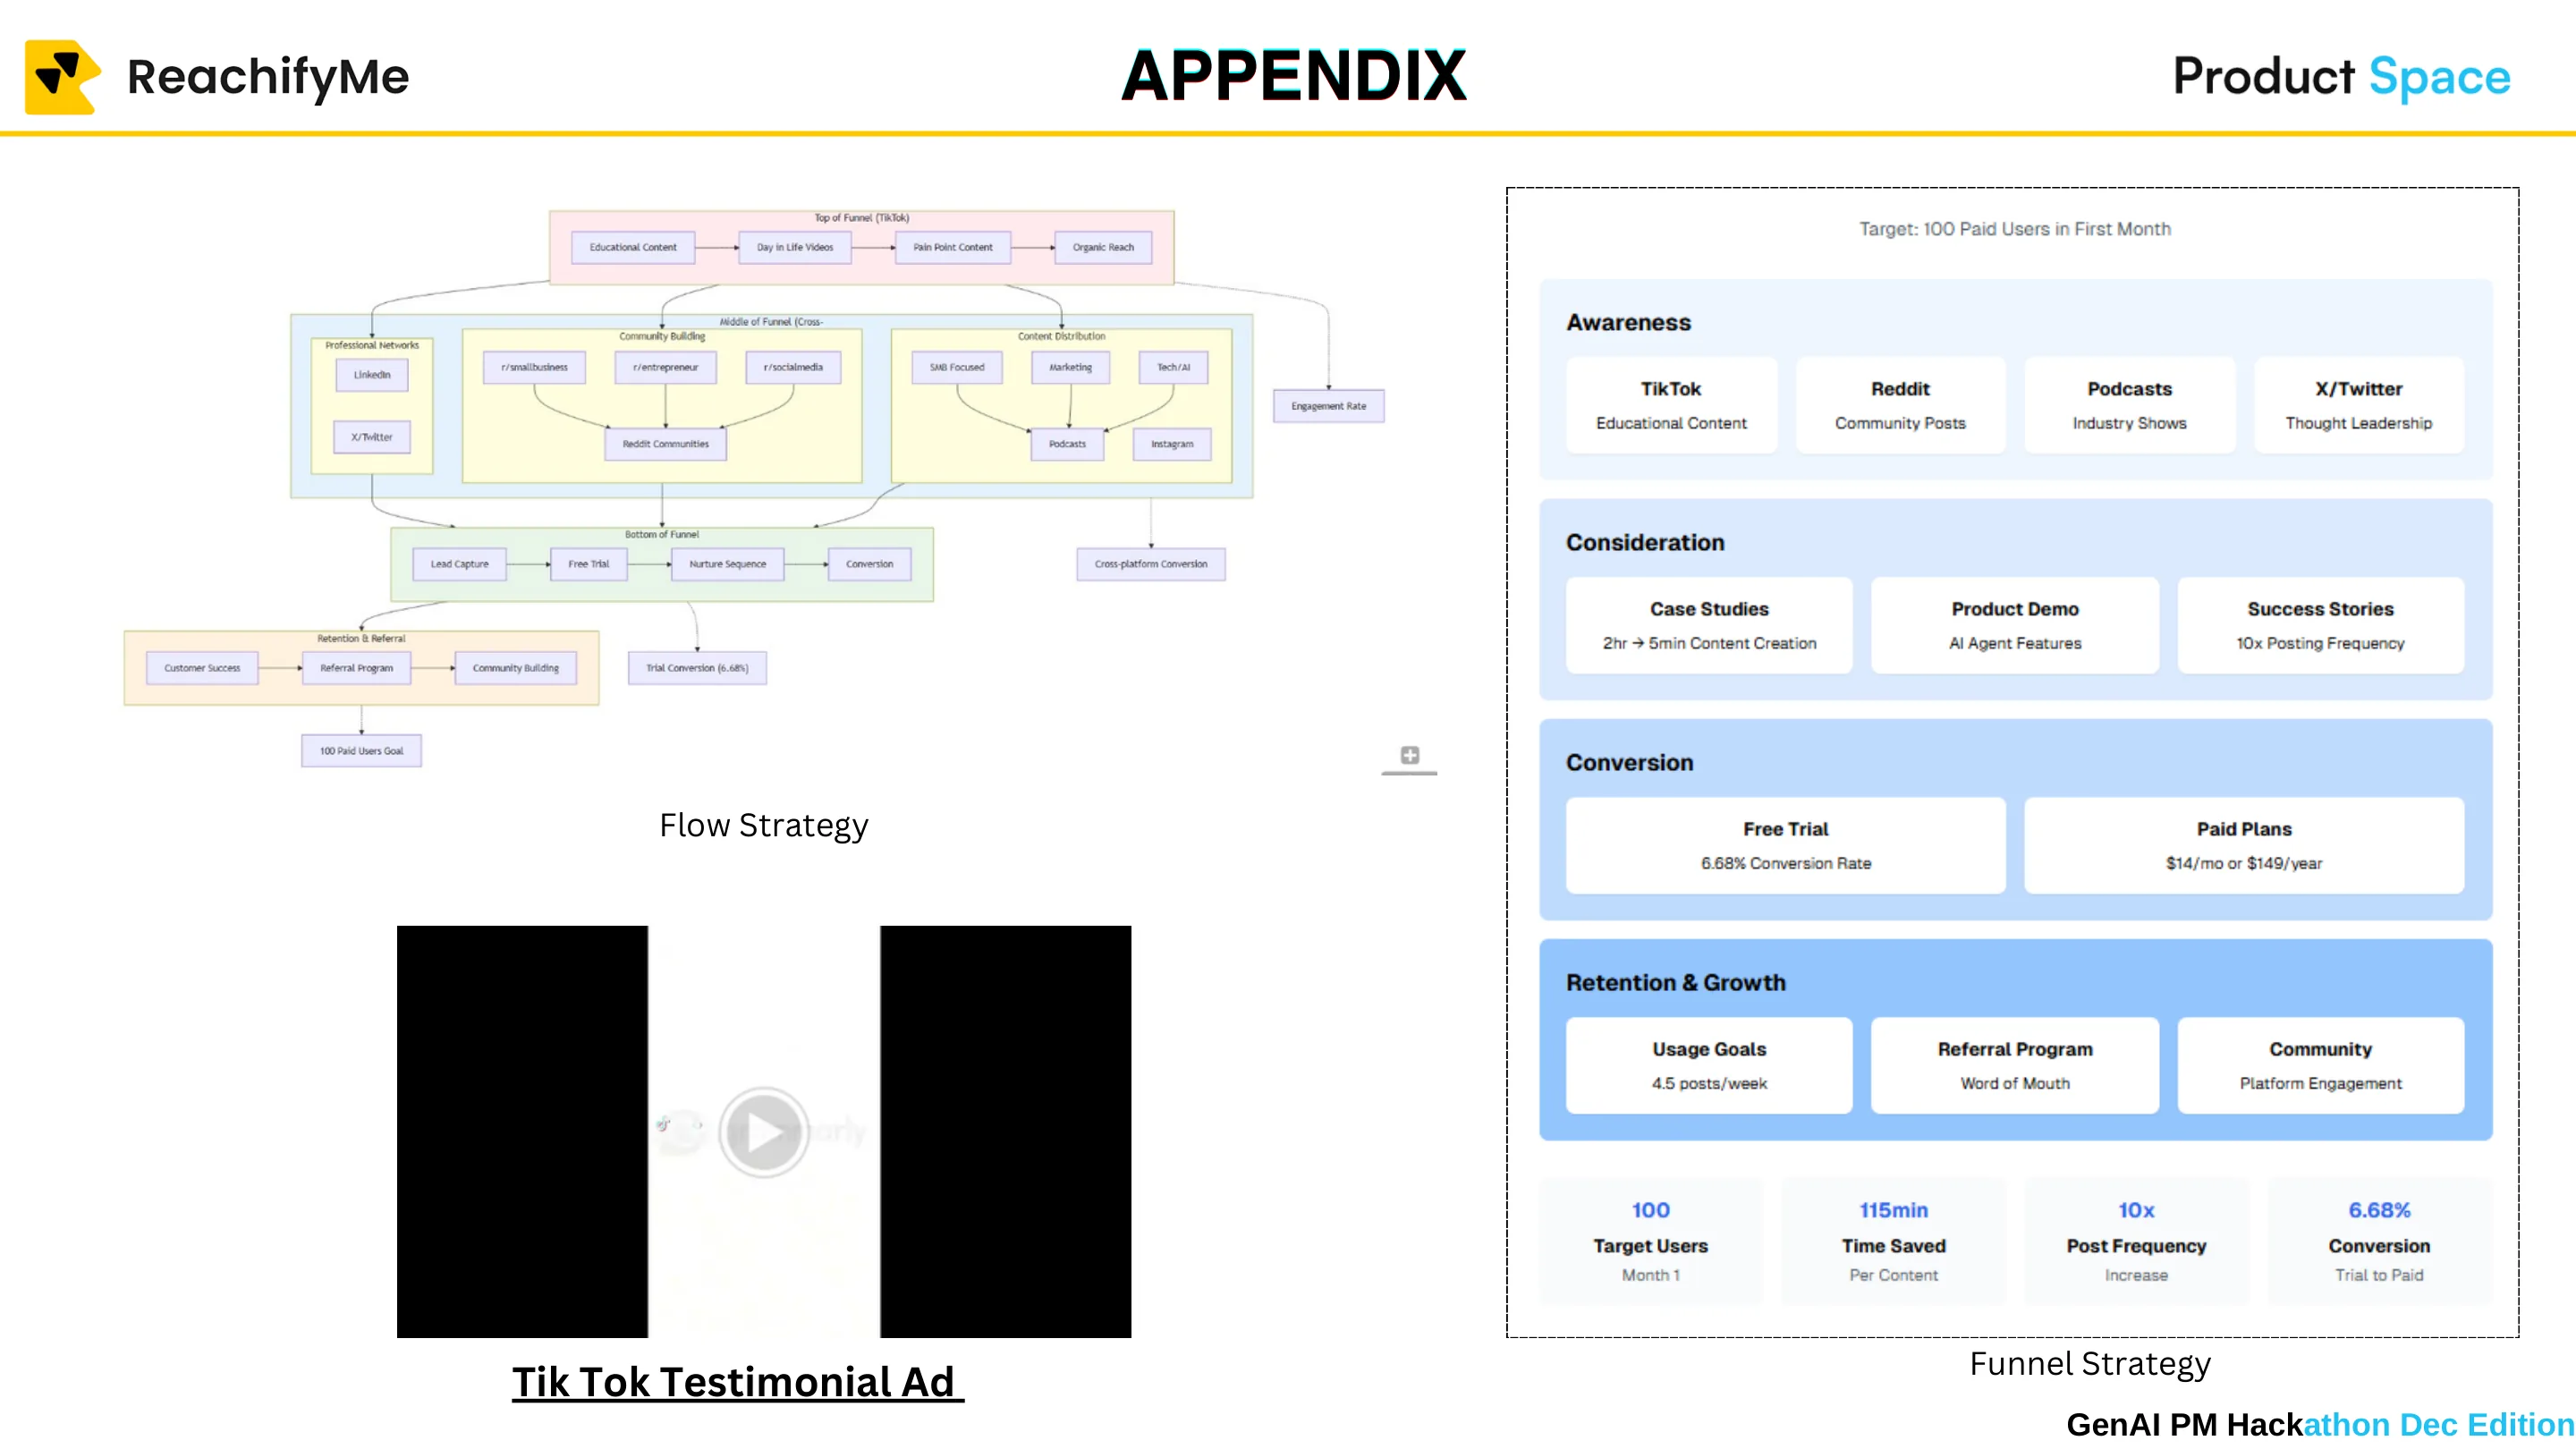 ReachifyMe
APPENDIX
Product Space
Top of Funnel (TikTok)
Educational Content
Day in Life Videos
Pain Point Content
Organic Reach
Middle of Funnel (Cross-
Professional Networks
LinkedIn
X/Twitter
Community Building
r/smallbusiness
r/entrepreneur
r/socialmedia
Reddit Communities
Content Distribution
SMB Focused
Marketing
Tech/AI
Podcasts
Instagram
Engagement Rate
Bottom of Funnel
Lead Capture
Free Trial
Nurture Sequence
Conversion
Cross-platform Conversion
Retention & Referral
Customer Success
Referral Program
Community Building
Trial Conversion (6.68%)
100 Paid Users Goal
Flow Strategy
Tik Tok Testimonial Ad
Target: 100 Paid Users in First Month
Awareness
TikTok
Educational Content
Reddit
Community Posts
Podcasts
Industry Shows
X/Twitter
Thought Leadership
Consideration
Case Studies
2hr → 5min Content Creation
Product Demo
AI Agent Features
Success Stories
10x Posting Frequency
Conversion
Free Trial
6.68% Conversion Rate
Paid Plans
$14/mo or $149/year
Retention & Growth
Usage Goals
4.5 posts/week
Referral Program
Word of Mouth
Community
Platform Engagement
100
Target Users
Month 1
115min
Time Saved
Per Content
10x
Post Frequency
Increase
6.68%
Conversion
Trial to Paid
Funnel Strategy
GenAI PM Hackathon Dec Edition